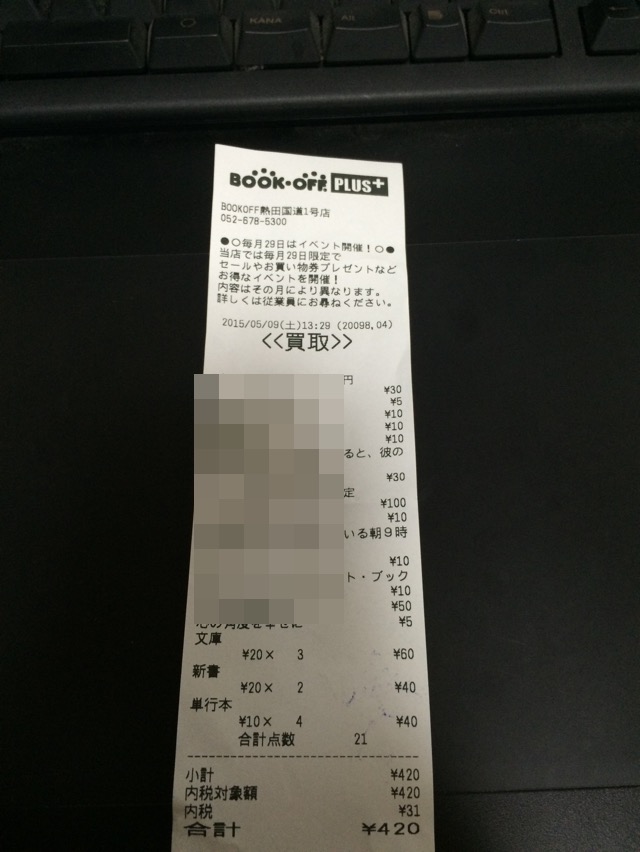 KANA
Alt
Ctrl
BOOK・OFF PLUS+
BOOKOFF熱田国道1号店
052-678-5300
●○毎月29日はイベント開催！○●
当店では毎月29日限定で
セールやお買い物券プレゼントなど
お得なイベントを開催！
内容はその月により異なります。
詳しくは従業員にお尋ねください。
2015/05/09(土)13:29 (20098,04)
<<買取>>
円
¥30
¥5
¥10
¥10
¥10
ると、彼の
¥30
定
¥100
¥10
いる朝９時
¥10
ト・ブック
¥10
¥50
¥5
文庫
¥20× 3 ¥60
新書
¥20× 2 ¥40
単行本
¥10× 4 ¥40
合計点数 21
小計 ¥420
内税対象額 ¥420
内税 ¥31
合計 ¥420